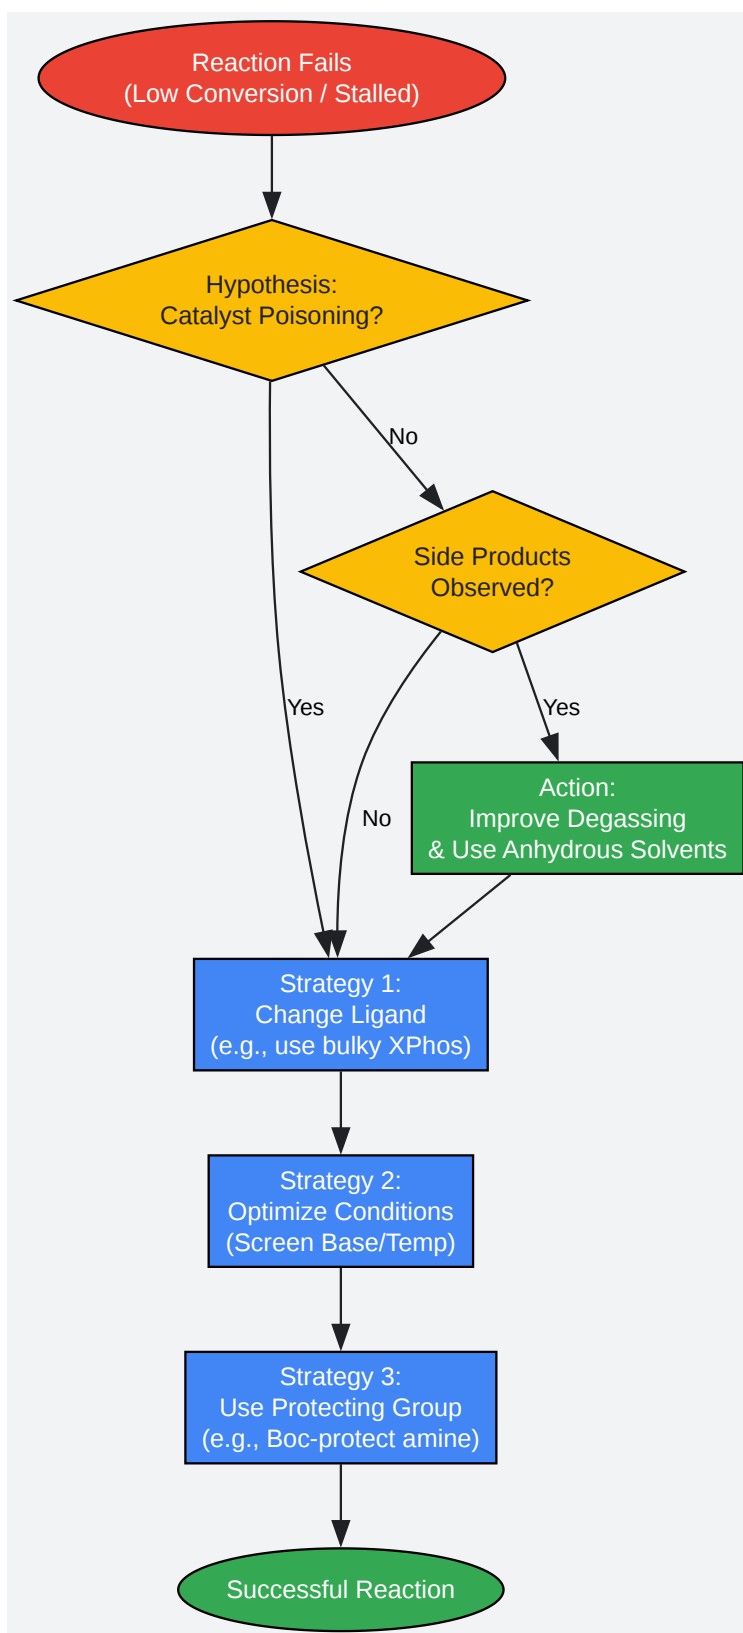 Reaction Fails
(Low Conversion / Stalled)
Hypothesis:
Catalyst Poisoning?
No
Side Products
Observed?
Yes
Yes
Action:
Improve Degassing
& Use Anhydrous Solvents
No
Strategy 1:
Change Ligand
(e.g., use bulky XPhos)
Strategy 2:
Optimize Conditions
(Screen Base/Temp)
Strategy 3:
Use Protecting Group
(e.g., Boc-protect amine)
Successful Reaction